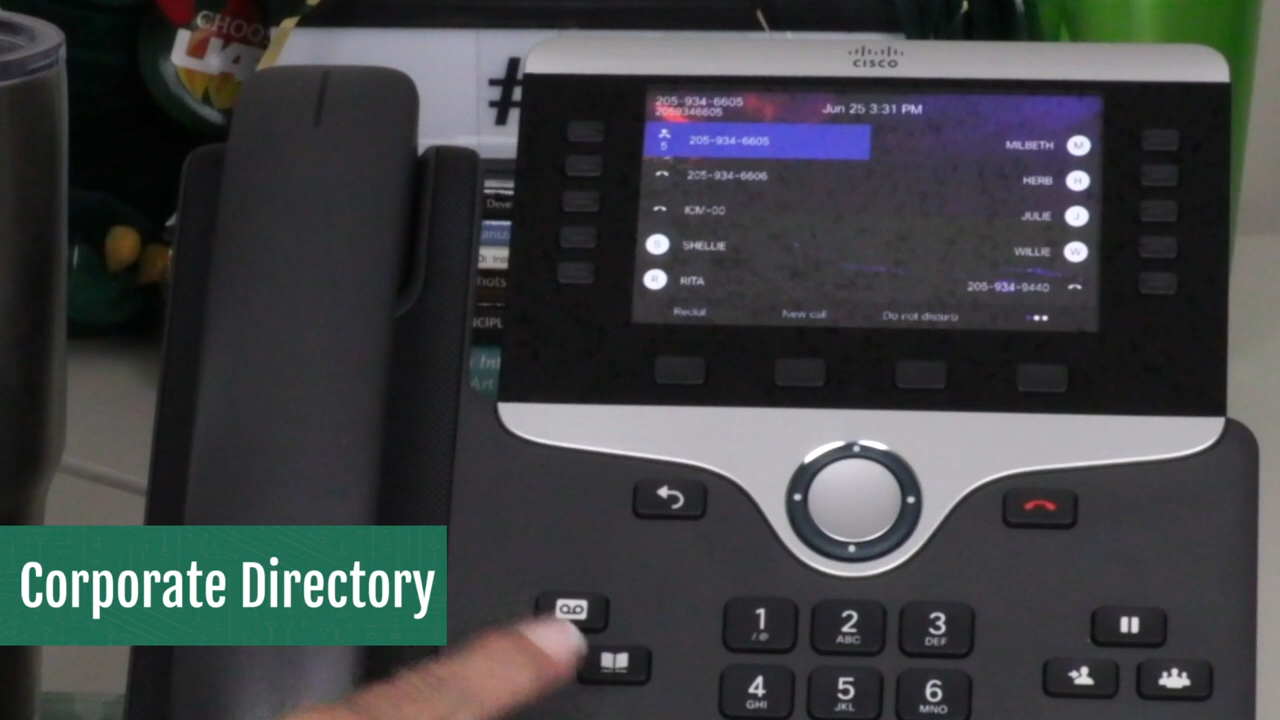 CHOOS
UA
#
CISCO
205-934-6605
2059346605
Jun 25 3:31 PM
5
205-934-6605
MILBETH M
205-934-6606
HERB H
ICM-00
JULIE J
S SHELLIE
WILLIE W
R RITA
205-934-9440
Redial
New call
Do not disturb
Corporate Directory
1
/ @
2
ABC
3
DEF
4
GHI
5
JKL
6
MNO